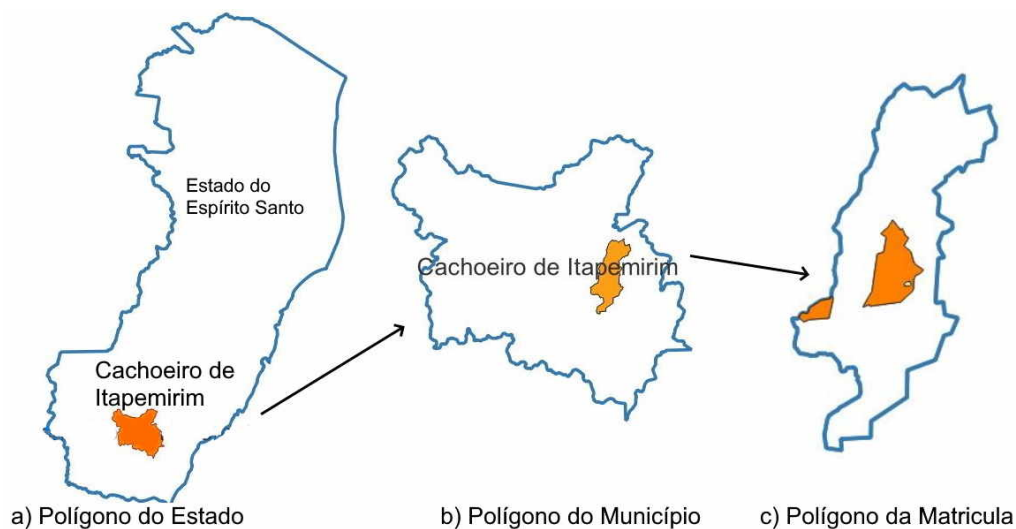 Estado do
Espírito Santo
Cachoeiro de
Itapemirim
Cachoeiro de Itapemirim
a) Polígono do Estado
b) Polígono do Município
c) Polígono da Matricula